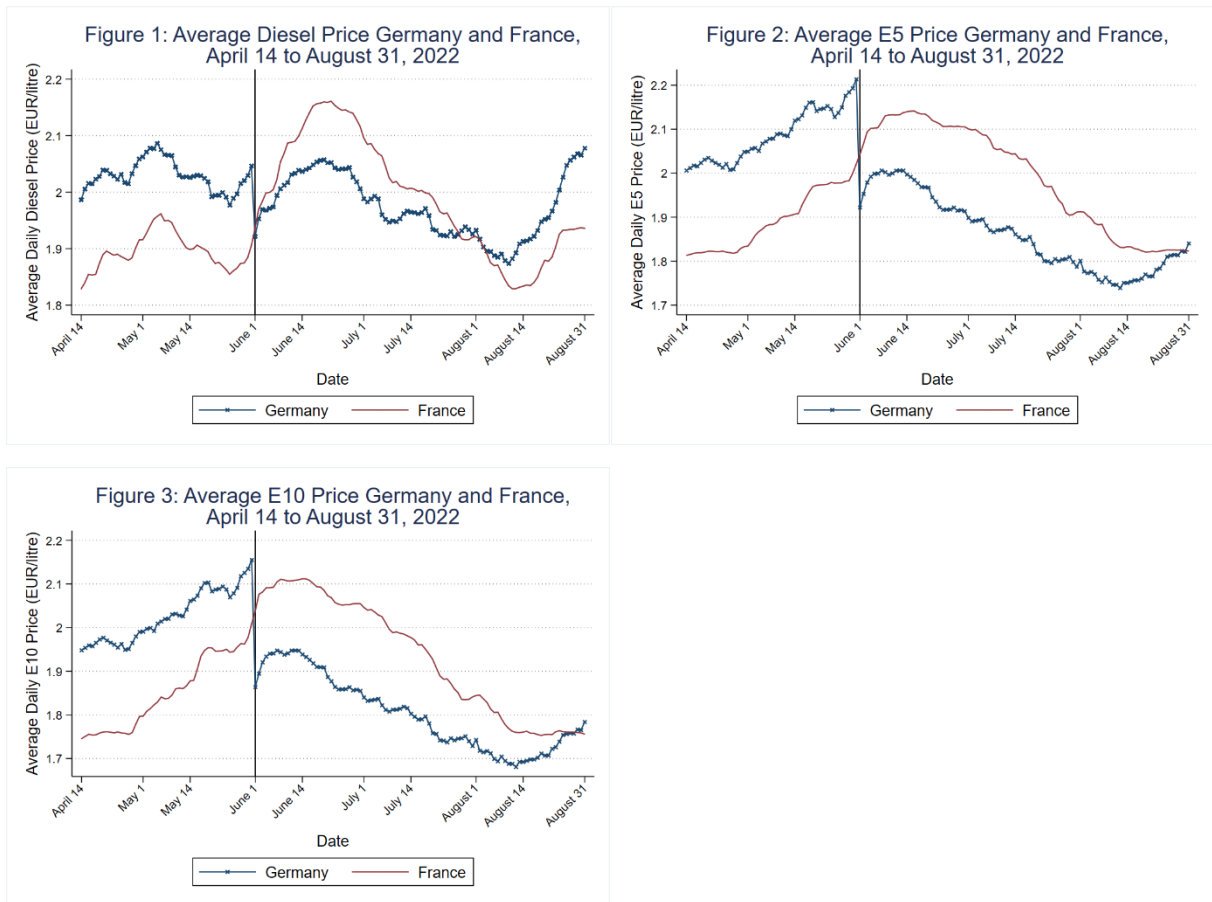 Figure 1: Average Diesel Price Germany and France,
April 14 to August 31, 2022
Average Daily Diesel Price (EUR/litre)
2.2
2.1
2
1.9
1.8
April 14
May 1
May 14
June 1
June 14
July 1
July 14
August 1
August 14
August 31
Date
Germany France
Figure 2: Average E5 Price Germany and France,
April 14 to August 31, 2022
Average Daily E5 Price (EUR/litre)
2.2
2.1
2
1.9
1.8
1.7
April 14
May 1
May 14
June 1
June 14
July 1
July 14
August 1
August 14
August 31
Date
Germany France
Figure 3: Average E10 Price Germany and France,
April 14 to August 31, 2022
Average Daily E10 Price (EUR/litre)
2.2
2.1
2
1.9
1.8
1.7
April 14
May 1
May 14
June 1
June 14
July 1
July 14
August 1
August 14
August 31
Date
Germany France